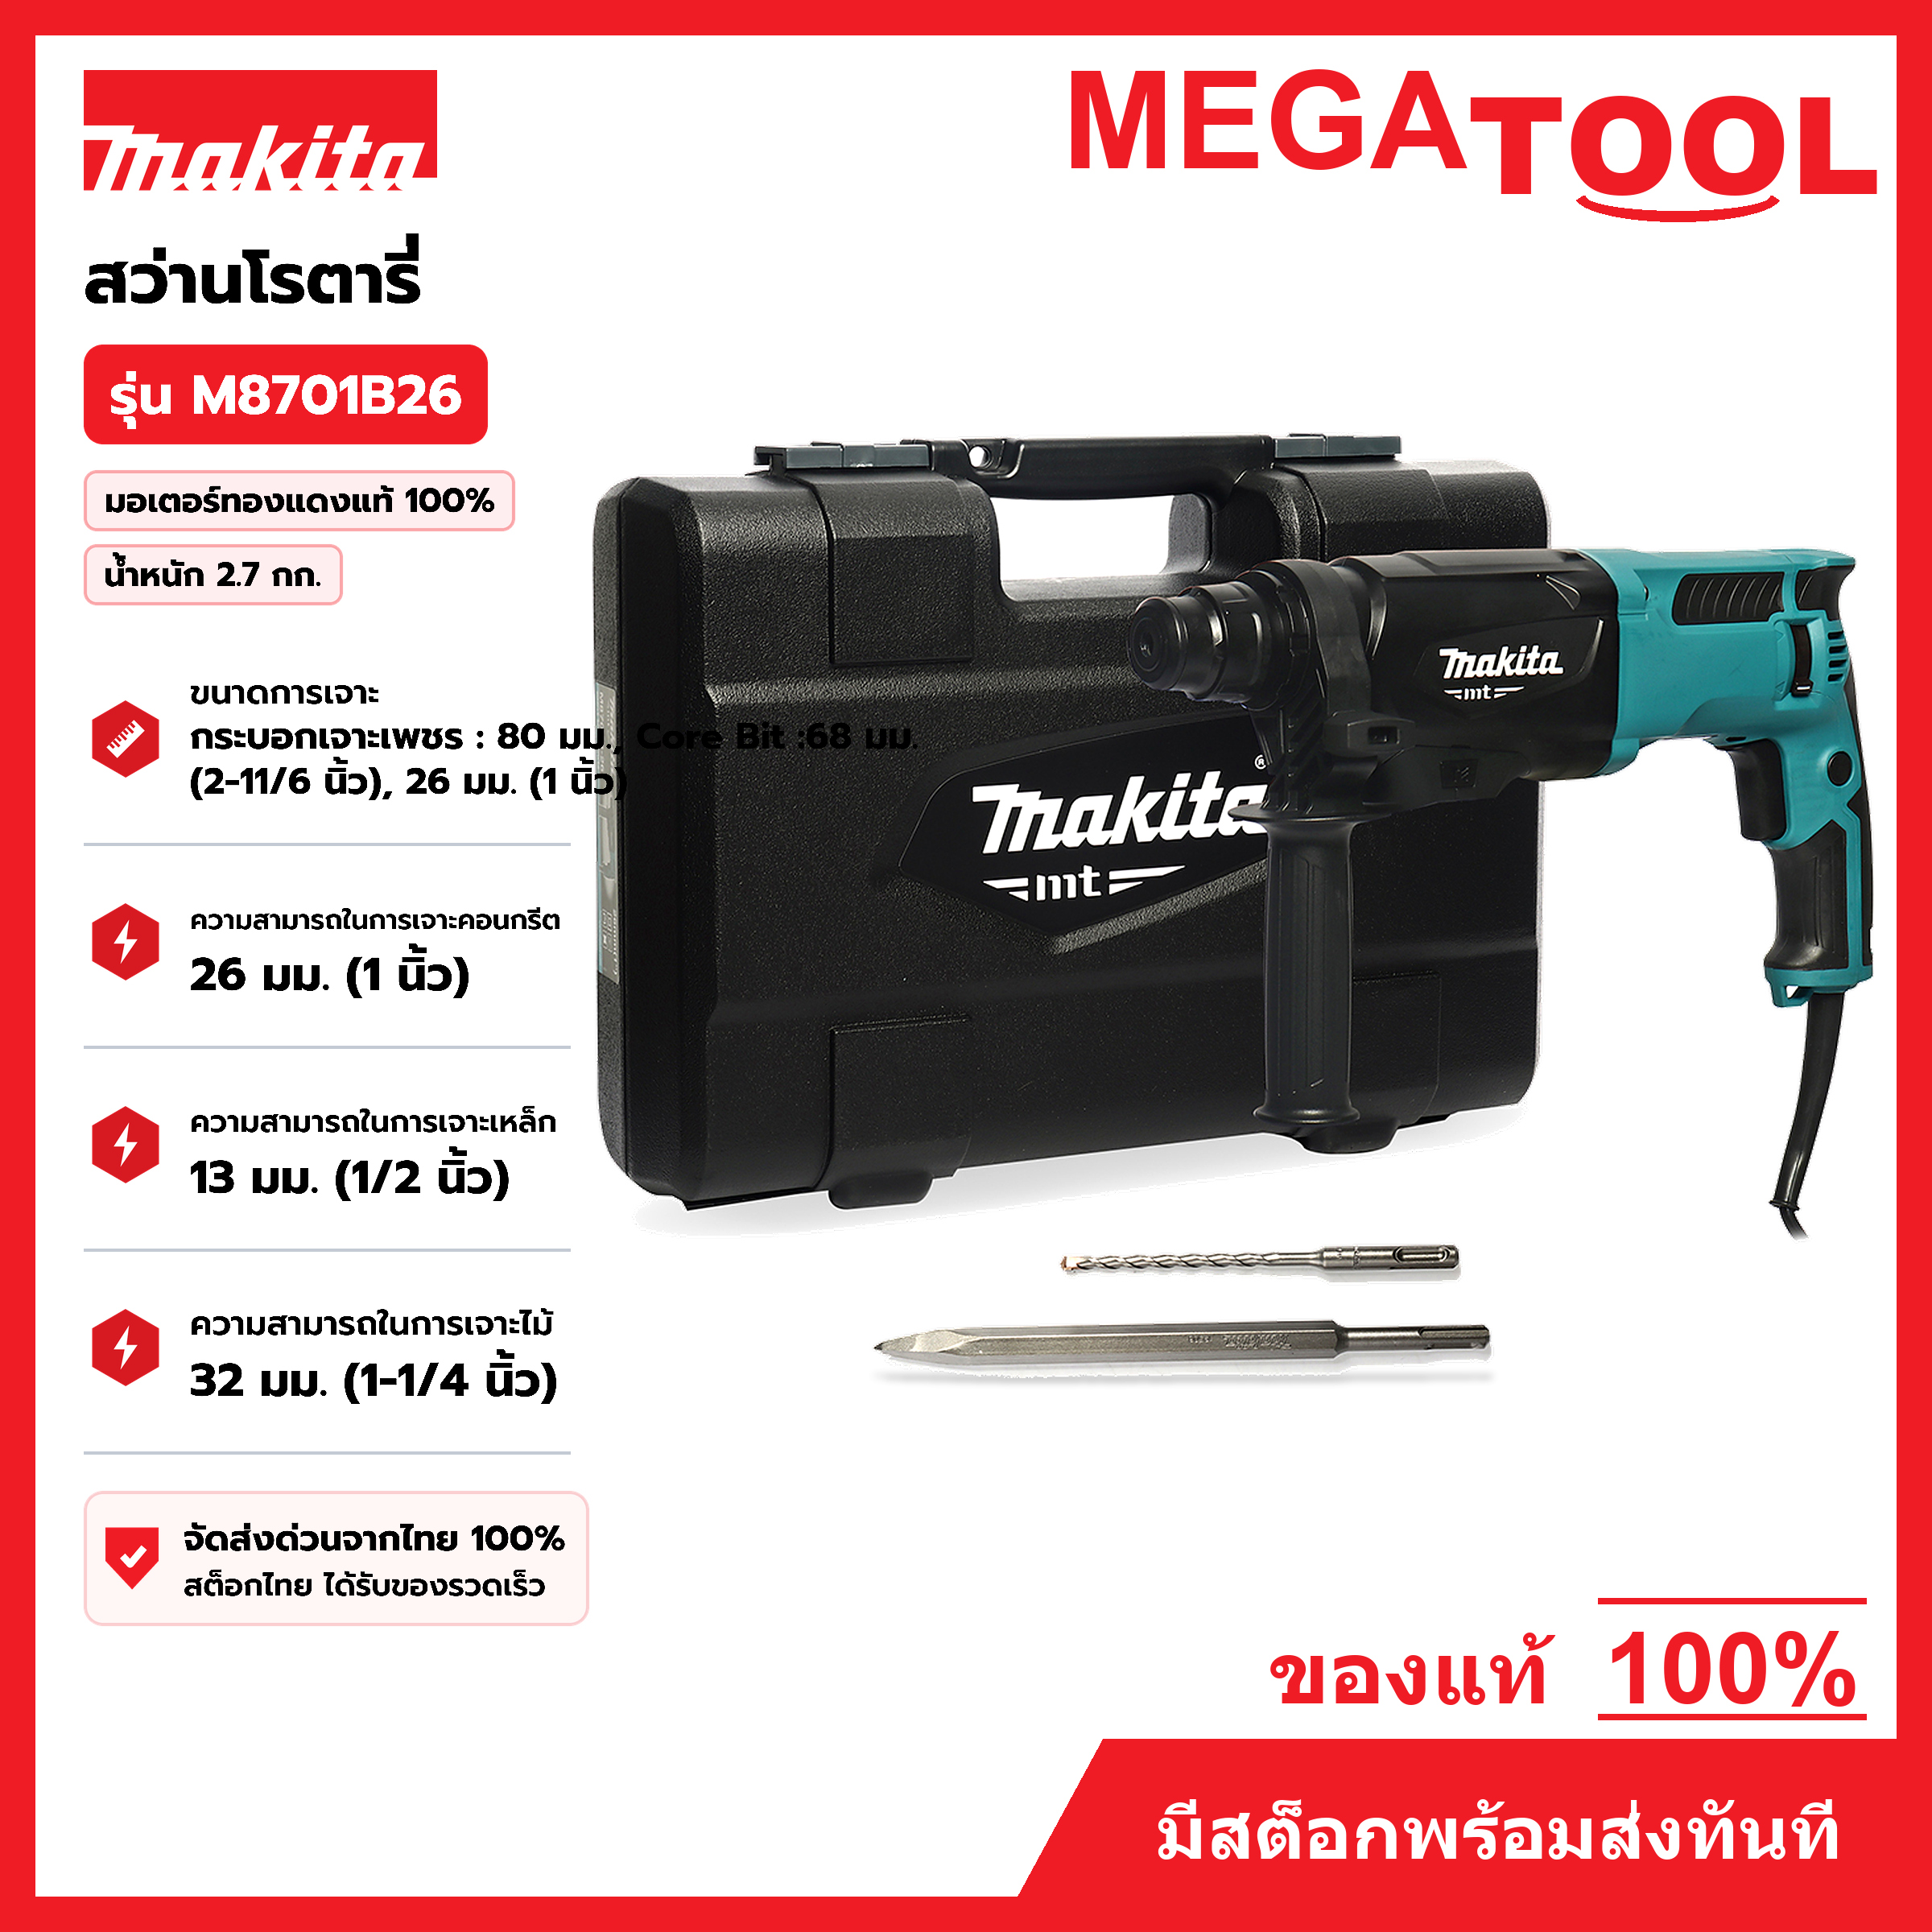 makita
MEGATOOL
สว่านโรตารี่
รุ่น M8701B26
มอเตอร์ทองแดงแท้ 100%
น้ำหนัก 2.7 กก.
ขนาดการเจาะ
กระบอกเจาะเพชร : 80 มม., Core Bit :68 มม.
(2-11/6 นิ้ว), 26 มม. (1 นิ้ว)
makita
mt
makita®
mt
ความสามารถในการเจาะคอนกรีต
26 มม. (1 นิ้ว)
ความสามารถในการเจาะเหล็ก
13 มม. (1/2 นิ้ว)
ความสามารถในการเจาะไม้
32 มม. (1-1/4 นิ้ว)
จัดส่งด่วนจากไทย 100%
สต็อกไทย ได้รับของรวดเร็ว
ของแท้ 100%
มีสต็อกพร้อมส่งทันที